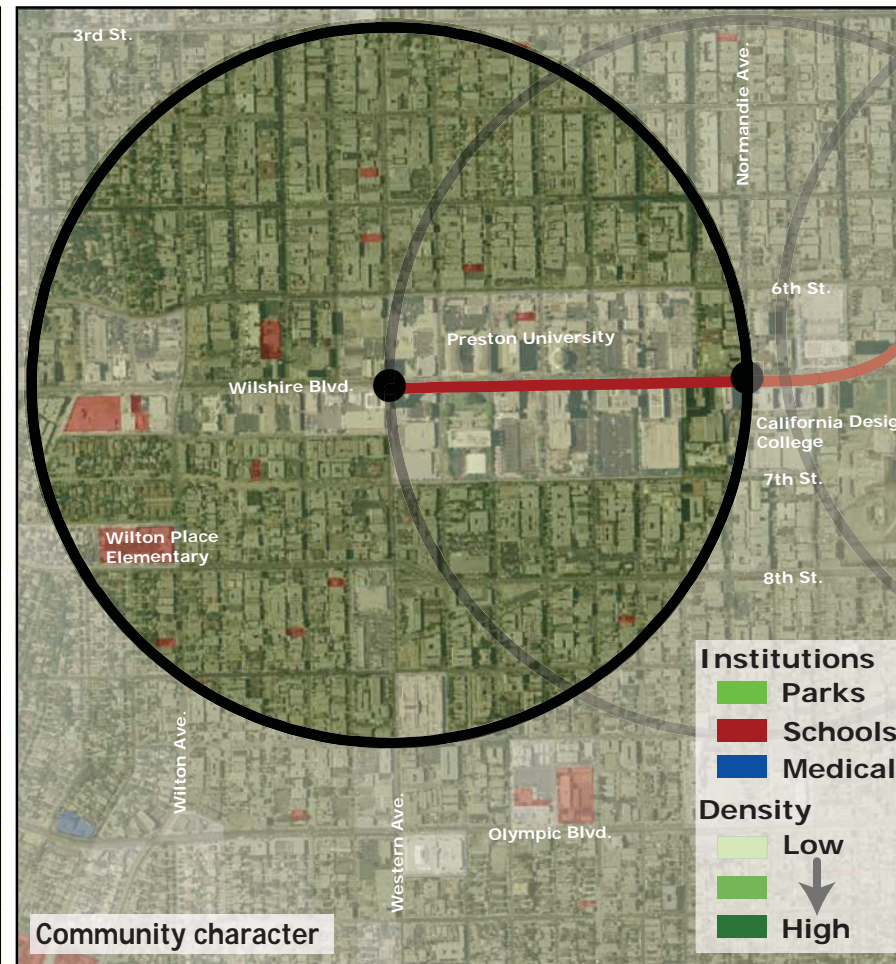 3rd St.
Normandie Ave.
6th St.
Preston University
Wilshire Blvd.
California Desig
College
7th St.
Wilton Place
Elementary
8th St.
Institutions
Parks
Schools
Medical
Density
Low
High
Wilton Ave.
Western Ave.
Olympic Blvd.
Community character